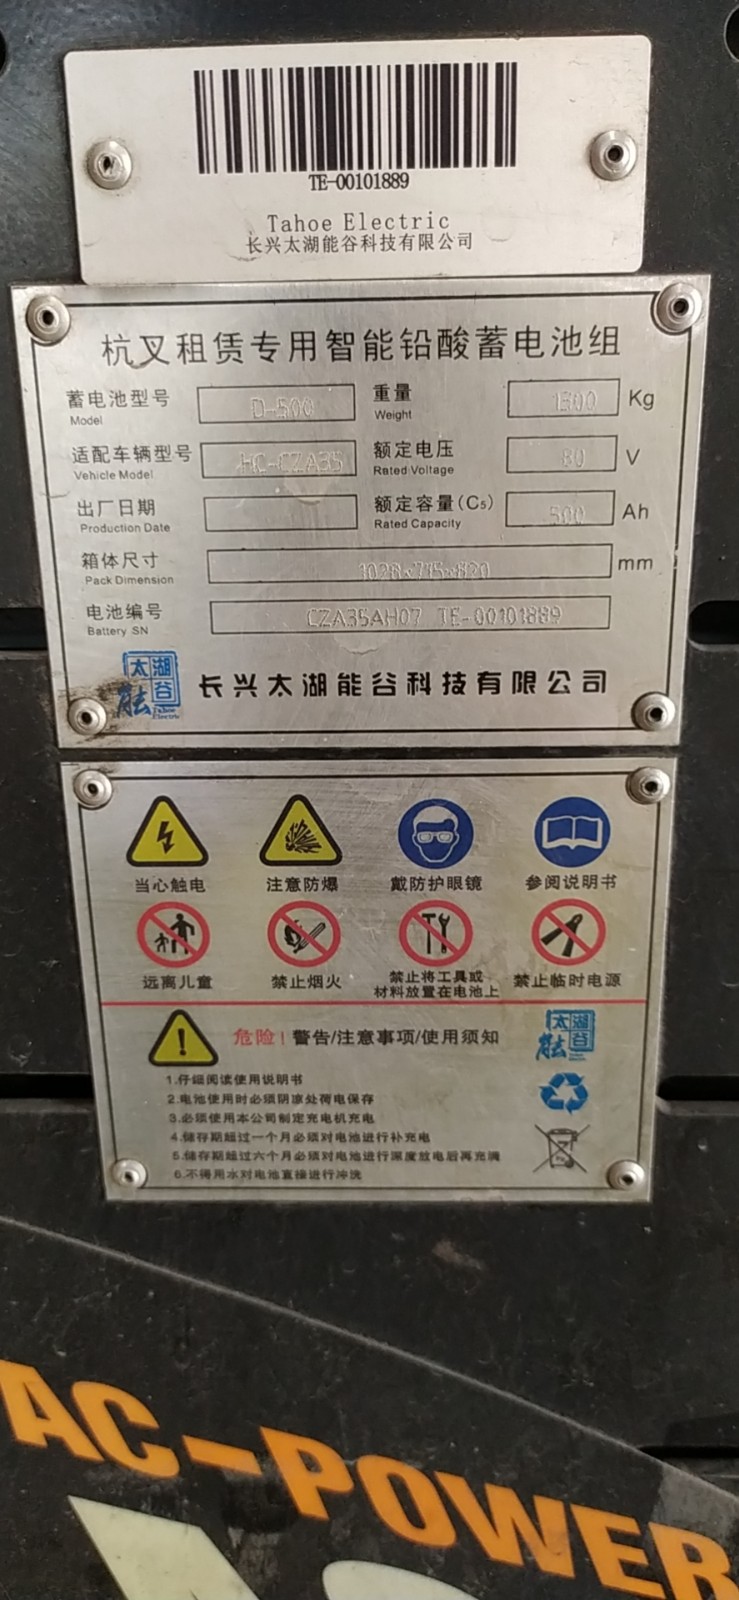 TE-00101889
Tahoe Electric
长兴太湖能谷科技有限公司
杭叉租赁专用智能铅酸蓄电池组
蓄电池型号 D-500 重量 1500 Kg
Model Weight
适配车辆型号 HC-CZA35 额定电压 80 V
Vehicle Model Rated Voltage
出厂日期 额定容量(C₅) 500 Ah
Production Date Rated Capacity
箱体尺寸 1028x715x820 mm
Pack Dimension
电池编号 CZA35AH07 TE-00101889
Battery SN
太湖能谷 Tahoe Electric
长兴太湖能谷科技有限公司
当心触电 注意防爆 戴防护眼镜 参阅说明书
远离儿童 禁止烟火 禁止将工具或材料放置在电池上 禁止临时电源
危险!警告/注意事项/使用须知
太湖能谷
1.仔细阅读使用说明书
2.电池使用时必须阴凉处荷电保存
3.必须使用本公司制定充电机充电
4.储存期超过一个月必须对电池进行补充电
5.储存期超过六个月必须对电池进行深度放电后再充满
6.不得用水对电池直接进行冲洗
AC-POWER